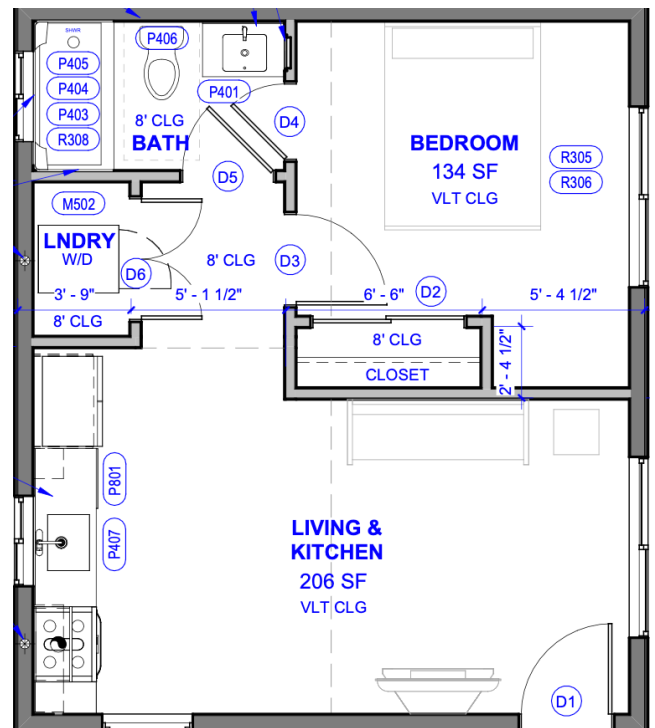 SHWR
P405
P404
P403
R308
P406
P401
8' CLG
BATH
D4
D5
BEDROOM
134 SF
VLT CLG
R305
R306
M502
LNDRY
W/D
D6
8' CLG
D3
D2
3' - 9"
5' - 1 1/2"
6' - 6"
5' - 4 1/2"
8' CLG
8' CLG
CLOSET
2' - 4 1/2"
P801
P407
LIVING &
KITCHEN
206 SF
VLT CLG
D1